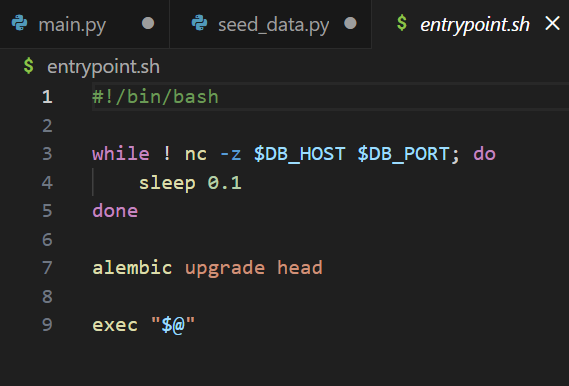 main.py seed_data.py $ entrypoint.sh
$ entrypoint.sh
1 #!/bin/bash
2
3 while ! nc -z $DB_HOST $DB_PORT; do
4     sleep 0.1
5 done
6
7 alembic upgrade head
8
9 exec "$@"